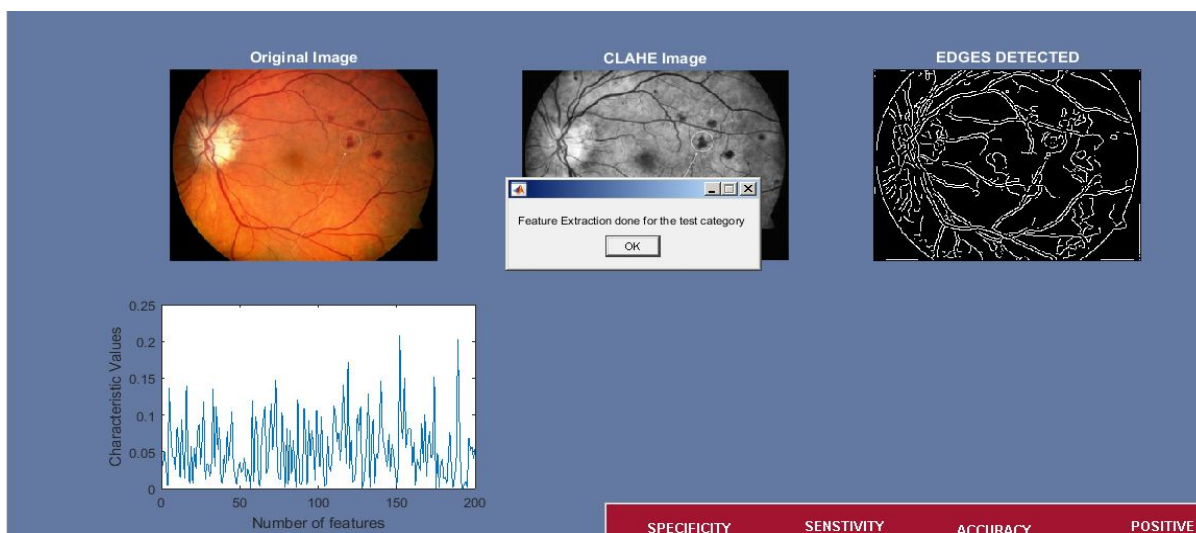 Original Image
CLAHE Image
EDGES DETECTED
Feature Extraction done for the test category
OK
0.25
0.2
0.15
0.1
0.05
0
Characteristic Values
0 50 100 150 200
Number of features
SPECIFICITY SENSTIVITY ACCURACY POSITIVE